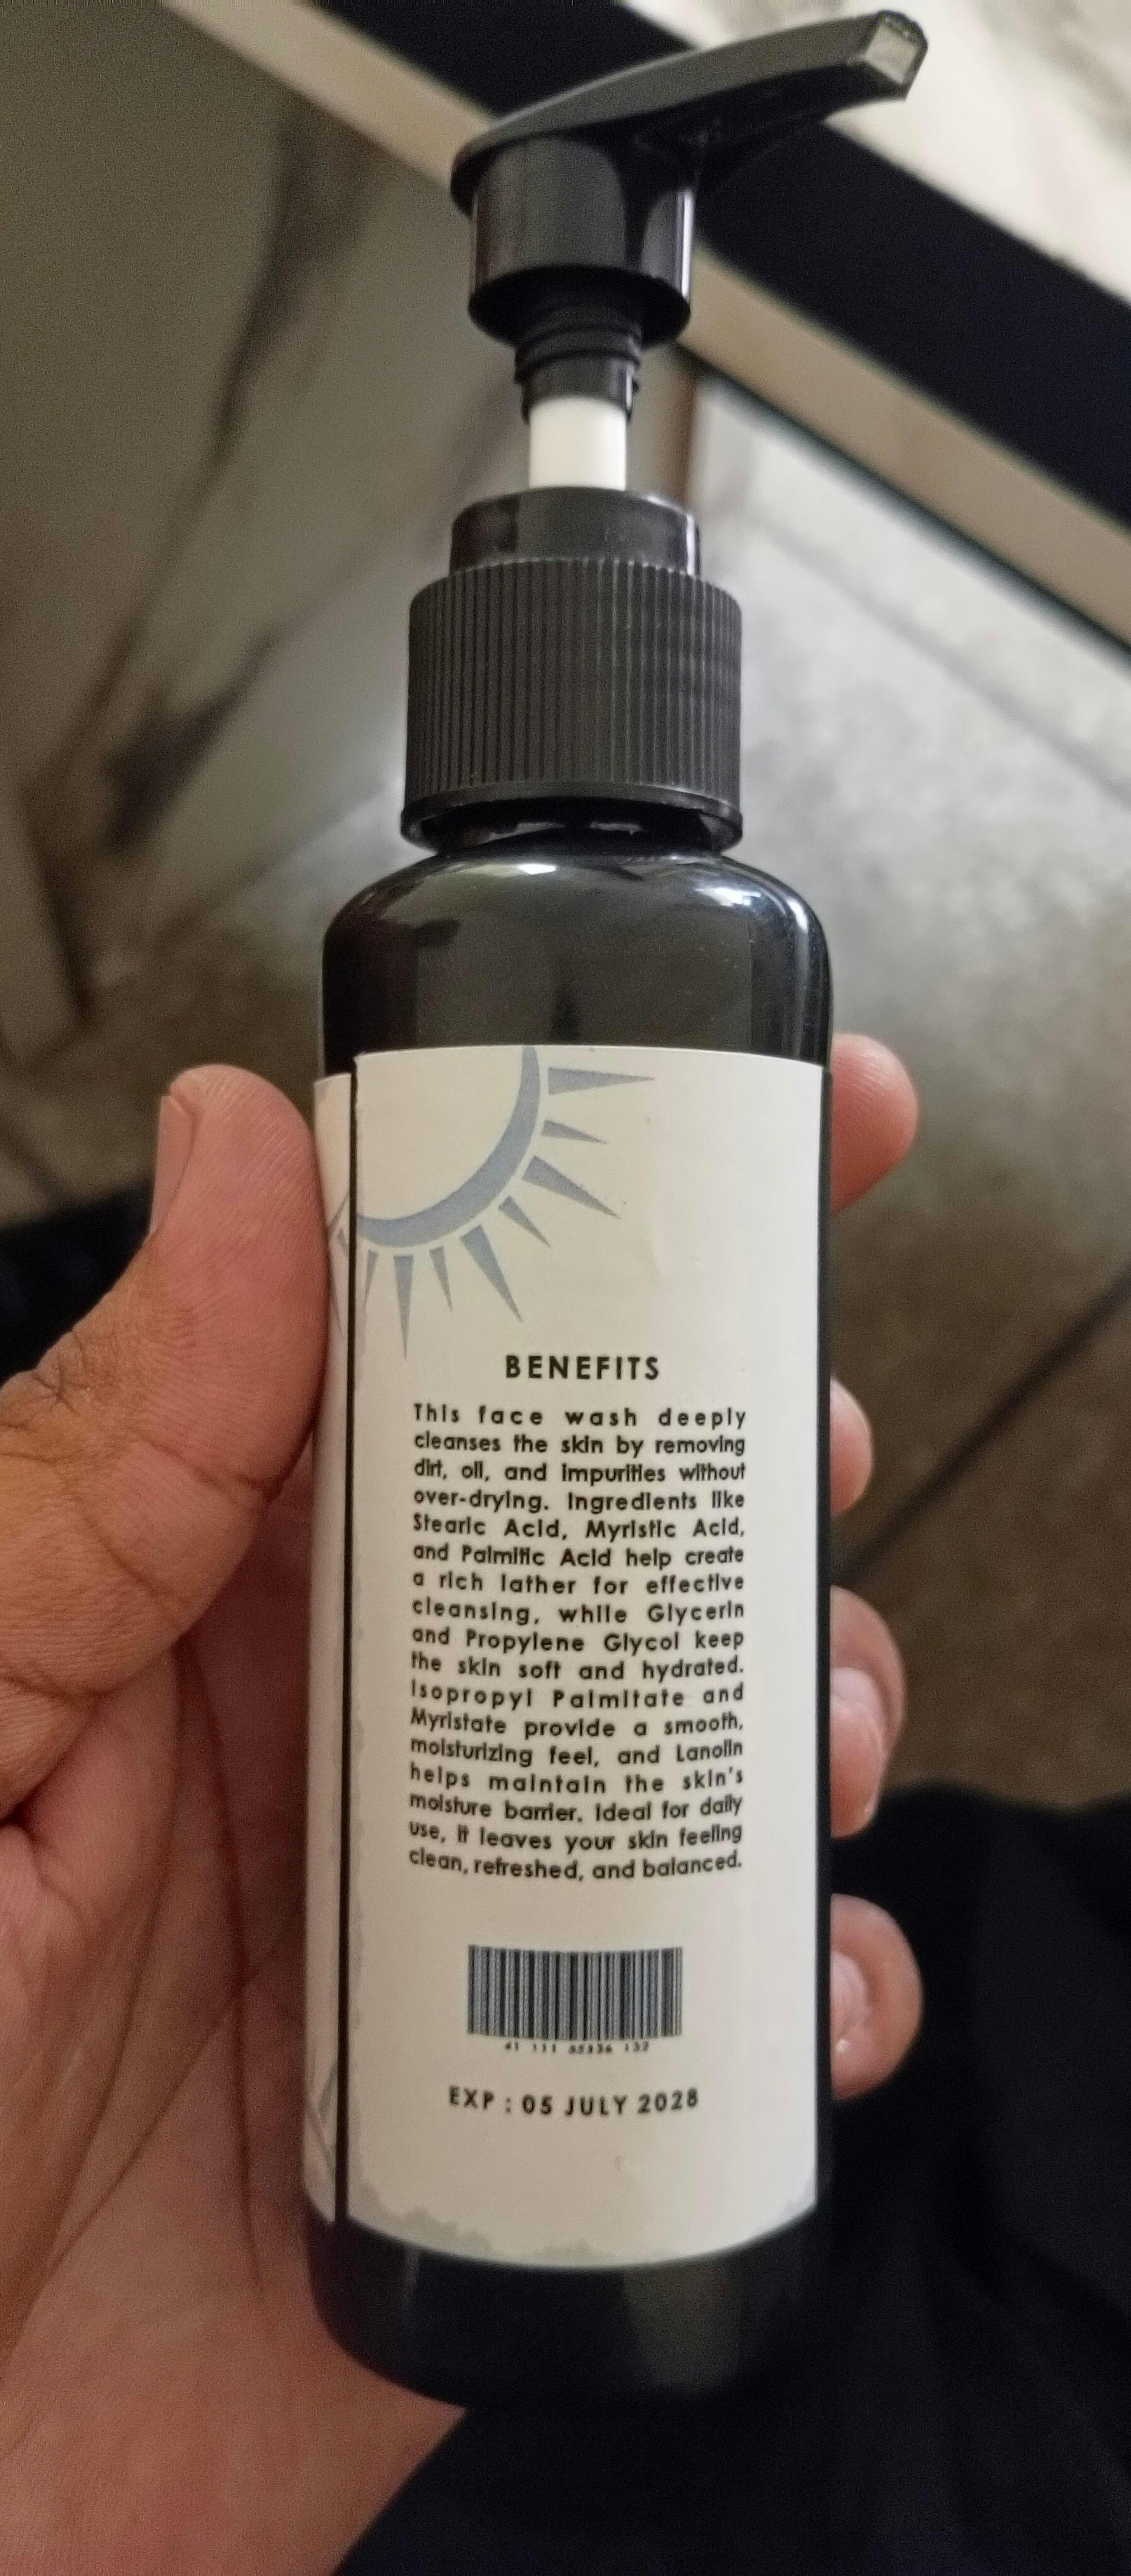 BENEFITS
This face wash deeply
cleanses the skin by removing
dirt, oil, and impurities without
over-drying. Ingredients like
Stearic Acid, Myristic Acid,
and Palmitic Acid help create
a rich lather for effective
cleansing, while Glycerin
and Propylene Glycol keep
the skin soft and hydrated.
Isopropyl Palmitate and
Myristate provide a smooth,
moisturizing feel, and Lanolin
helps maintain the skin's
moisture barrier. Ideal for daily
use, it leaves your skin feeling
clean, refreshed, and balanced.
EXP : 05 JULY 2028